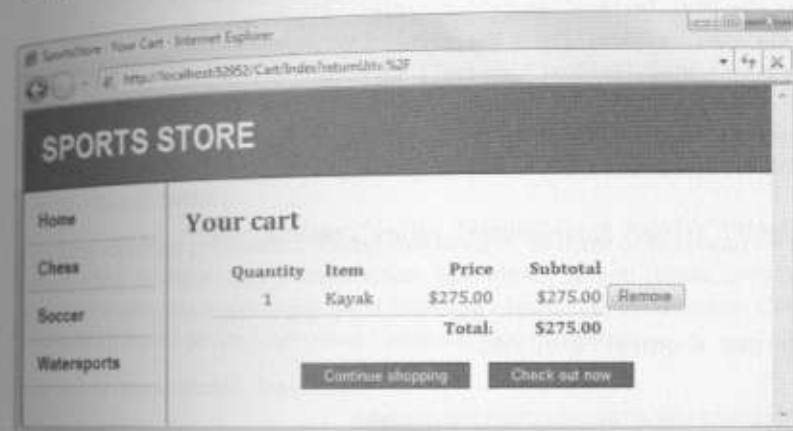 SportsStore : Your Cart - Internet Explorer
http://localhost:52952/Cart/Index?returnUrl=%2F
SPORTS STORE
Home
Chess
Soccer
Watersports
Your cart
Quantity Item Price Subtotal
1 Kayak $275.00 $275.00 Remove
Total: $275.00
Continue shopping Check out now